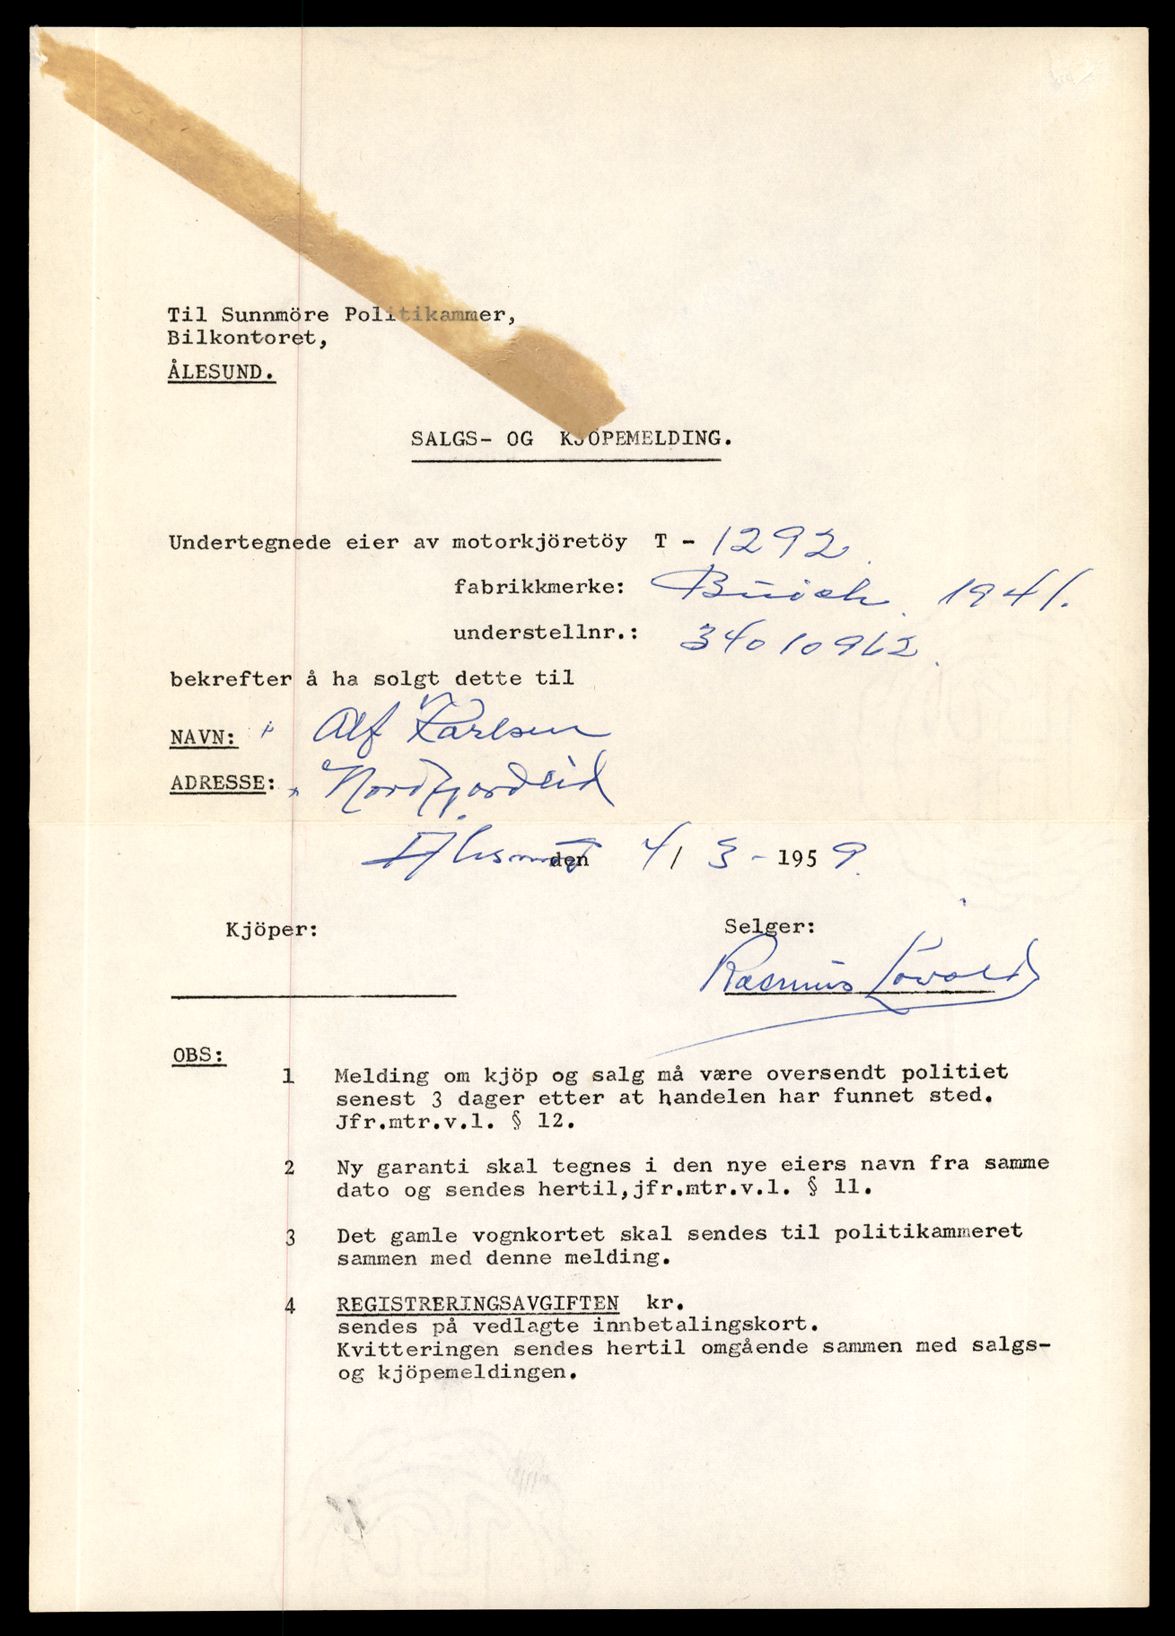 Til Sunnmöre Politikammer,
Bilkontoret,
ÅLESUND.
SALGS- OG KJÖPEMELDING.
Undertegnede eier av motorkjöretöy T - 1292.
fabrikkmerke: Buick. 1941.
understellnr.: 34010962.
bekrefter å ha solgt dette til
NAVN: Alf Karlsen
ADRESSE: Nordfjordeid
den 4/ 3 - 1959.
Kjöper: Selger:
Rasmus Løvold
OBS:
1 Melding om kjöp og salg må være oversendt politiet
senest 3 dager etter at handelen har funnet sted.
Jfr.mtr.v.l. § 12.
2 Ny garanti skal tegnes i den nye eiers navn fra samme
dato og sendes hertil,jfr.mtr.v.l. § 11.
3 Det gamle vognkortet skal sendes til politikammeret
sammen med denne melding.
4 REGISTRERINGSAVGIFTEN kr.
sendes på vedlagte innbetalingskort.
Kvitteringen sendes hertil omgående sammen med salgs-
og kjöpemeldingen.